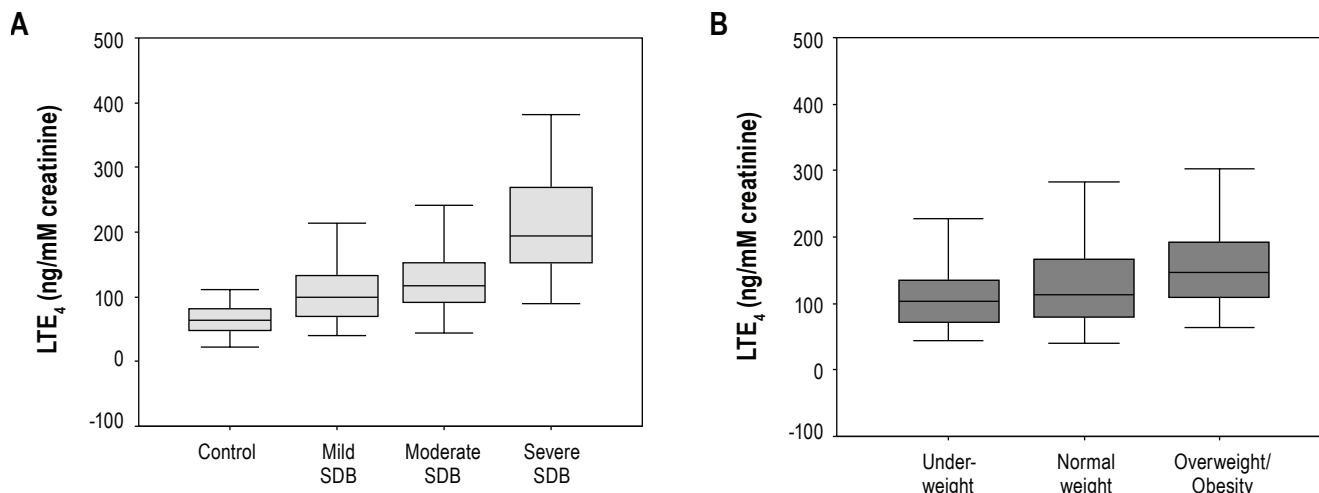 A
500
400
300
200
100
0
-100
LTE4 (ng/mM creatinine)
Control
Mild
SDB
Moderate
SDB
Severe
SDB
B
500
400
300
200
100
0
-100
LTE4 (ng/mM creatinine)
Under-
weight
Normal
weight
Overweight/
Obesity